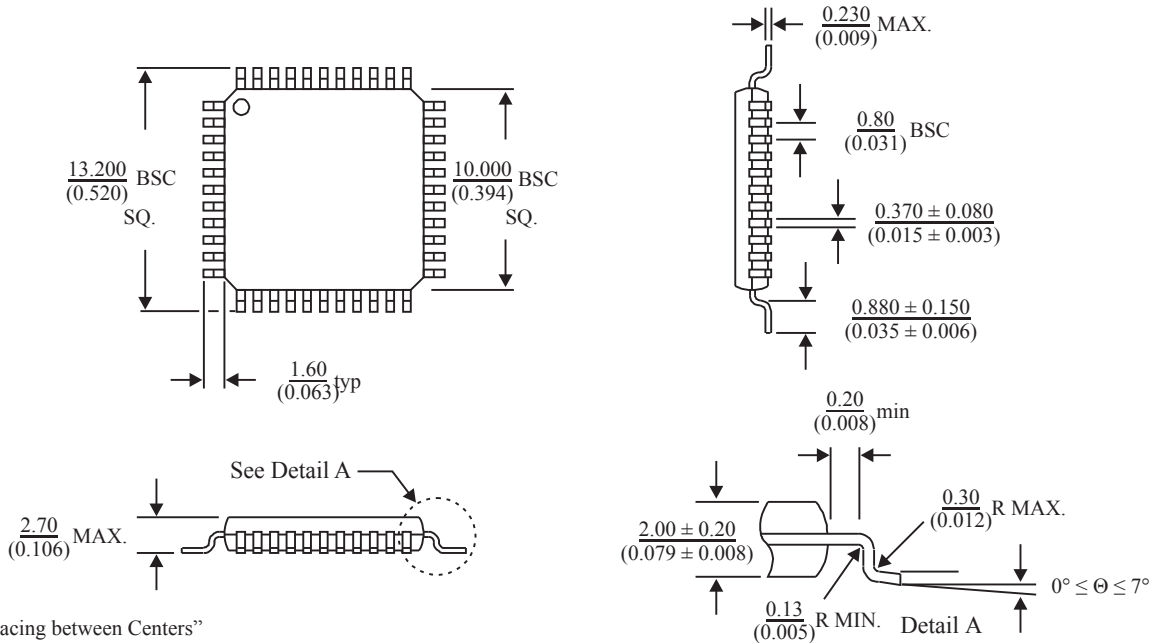 0.230
(0.009) MAX.
0.80
(0.031) BSC
13.200
(0.520) BSC
SQ.
10.000
(0.394) BSC
SQ.
0.370 ± 0.080
(0.015 ± 0.003)
0.880 ± 0.150
(0.035 ± 0.006)
1.60
(0.063) typ
0.20
(0.008) min
See Detail A
2.70
(0.106) MAX.
0.30
(0.012) R MAX.
2.00 ± 0.20
(0.079 ± 0.008)
0° ≤ Θ ≤ 7°
0.13
(0.005) R MIN.
Detail A
acing between Centers”